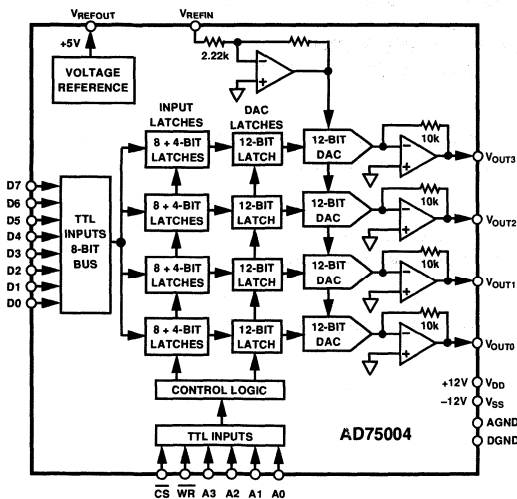 VREFOUT
VREFIN
+5V
2.22k
VOLTAGE
REFERENCE
INPUT
LATCHES
DAC
LATCHES
8 + 4-BIT
LATCHES
12-BIT
LATCH
12-BIT
DAC
10k
VOUT3
8 + 4-BIT
LATCHES
12-BIT
LATCH
12-BIT
DAC
10k
VOUT2
8 + 4-BIT
LATCHES
12-BIT
LATCH
12-BIT
DAC
10k
VOUT1
8 + 4-BIT
LATCHES
12-BIT
LATCH
12-BIT
DAC
10k
VOUT0
D7
D6
D5
D4
D3
D2
D1
D0
TTL
INPUTS
8-BIT
BUS
CONTROL LOGIC
TTL INPUTS
+12V VDD
–12V VSS
AGND
DGND
AD75004
CS WR A3 A2 A1 A0